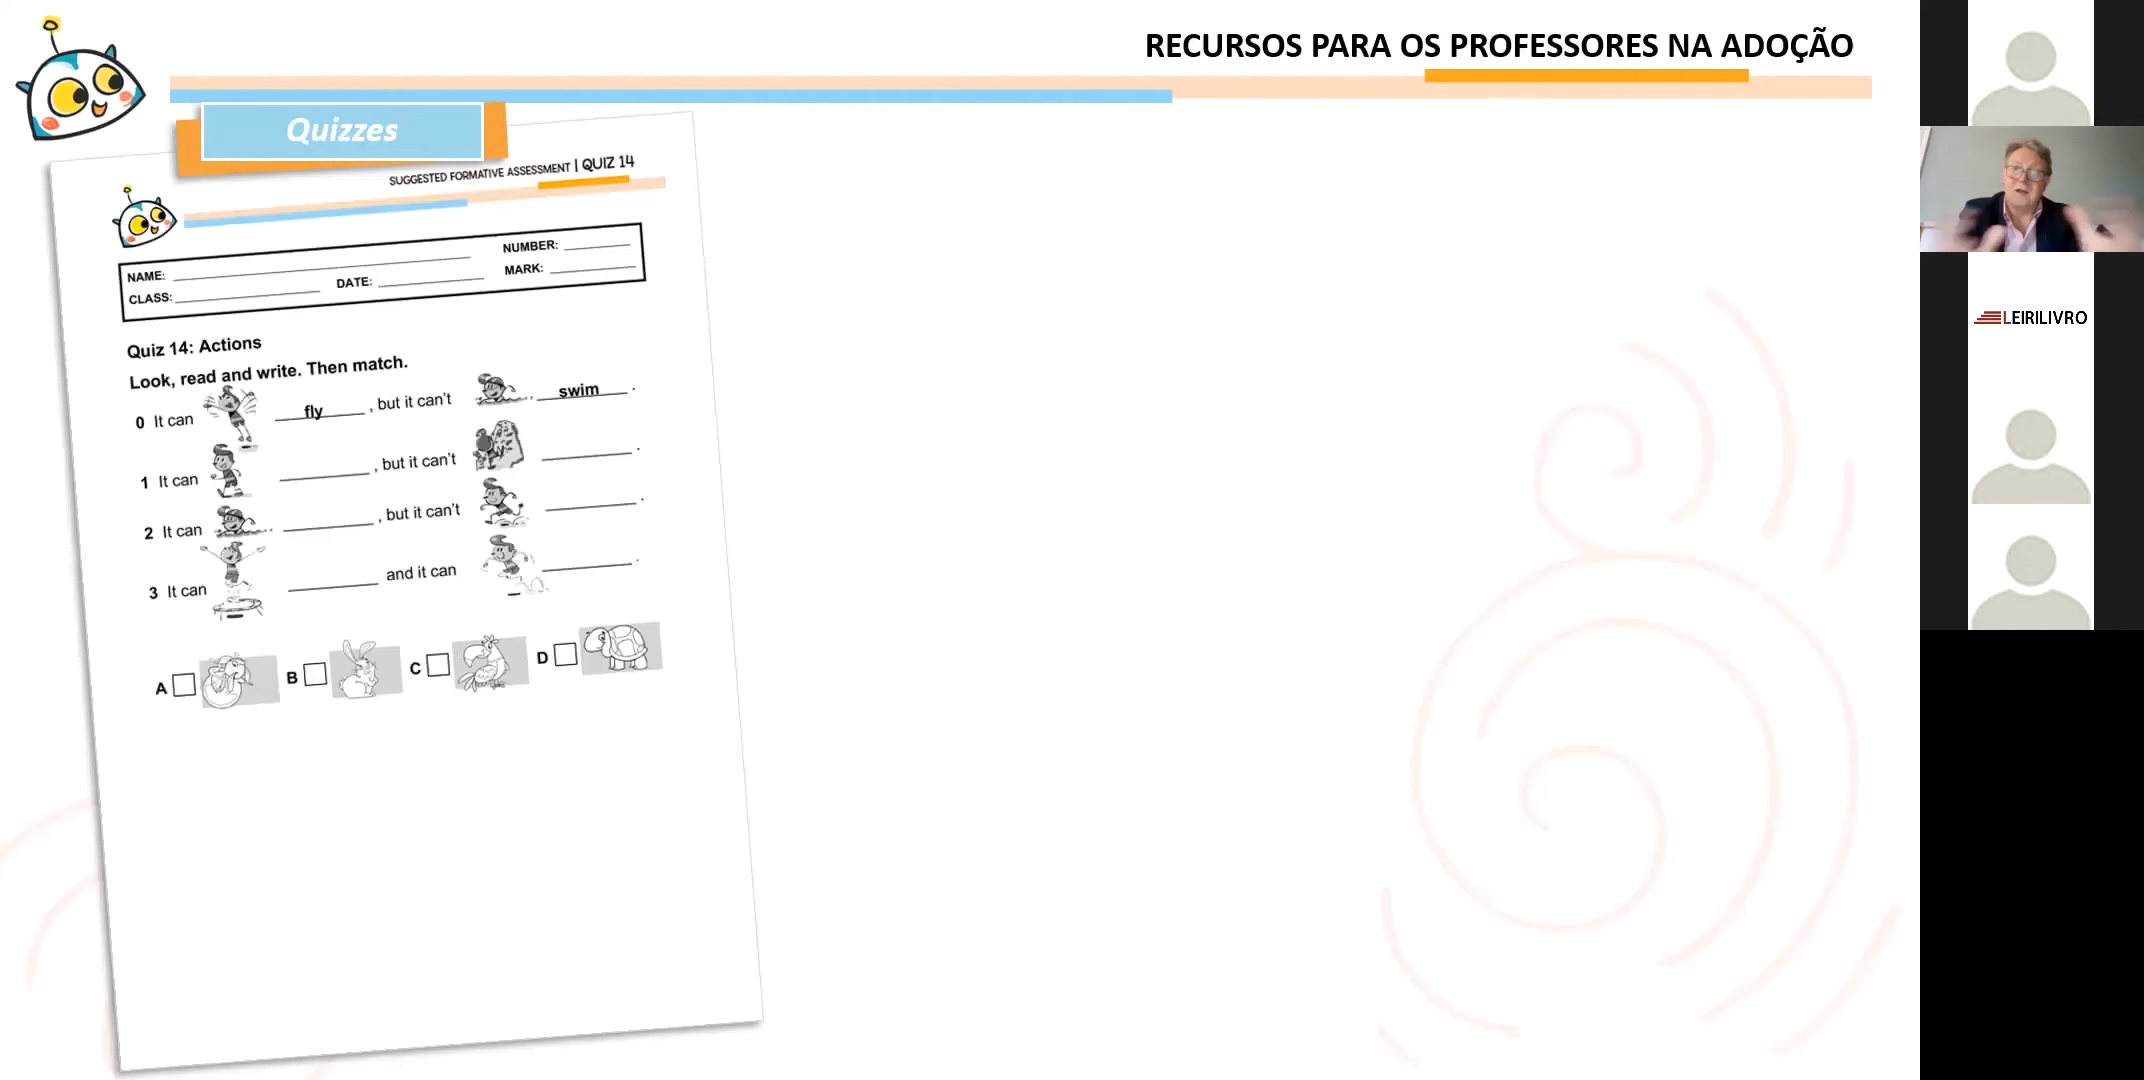 RECURSOS PARA OS PROFESSORES NA ADOÇÃO
Quizzes
SUGGESTED FORMATIVE ASSESSMENT | QUIZ 14
NAME: NUMBER:
CLASS: DATE: MARK:
Quiz 14: Actions
Look, read and write. Then match.
0 It can fly, but it can't swim.
1 It can , but it can't .
2 It can , but it can't .
3 It can and it can .
A B C D
LEIRILIVRO